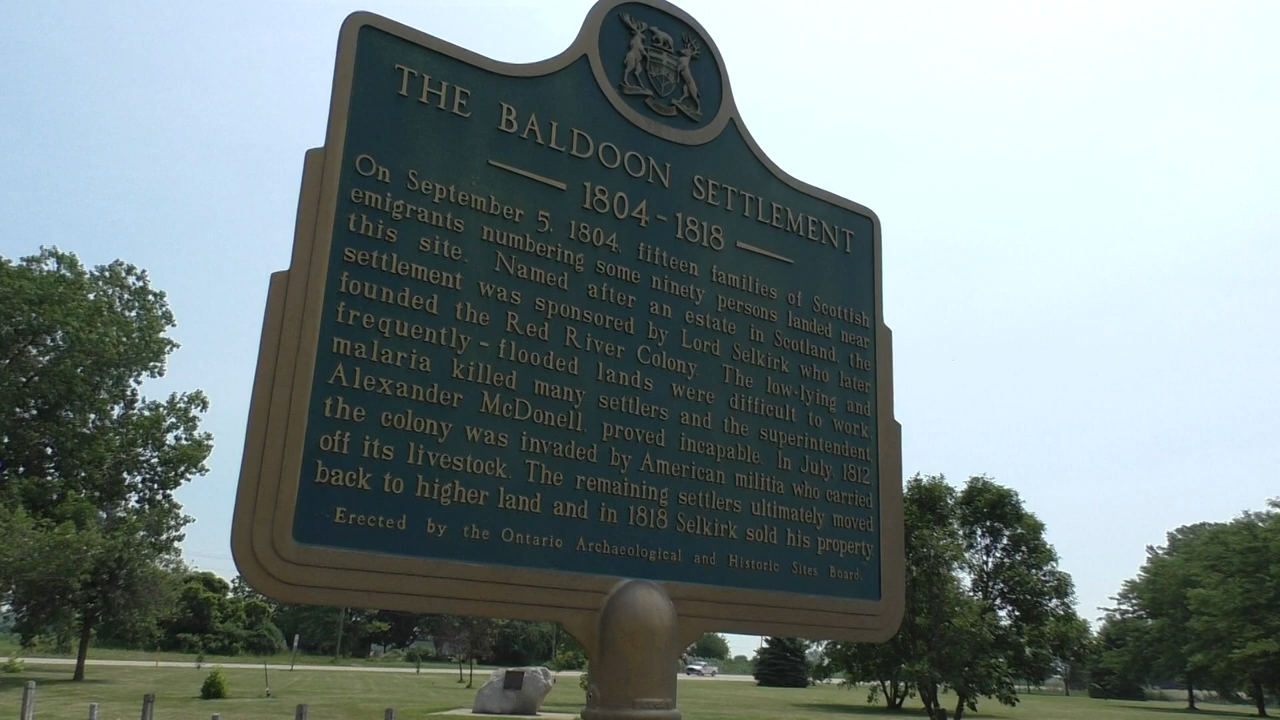 THE BALDOON SETTLEMENT
1804 - 1818
On September 5, 1804, fifteen families of Scottish
emigrants numbering some ninety persons landed near
this site. Named after an estate in Scotland, the
settlement was sponsored by Lord Selkirk who later
founded the Red River Colony. The low-lying and
frequently-flooded lands were difficult to work,
malaria killed many settlers and the superintendent
Alexander McDonell, proved incapable. In July, 1812,
the colony was invaded by American militia who carried
off its livestock. The remaining settlers ultimately moved
back to higher land and in 1818 Selkirk sold his property.
Erected by the Ontario Archaeological and Historic Sites Board.